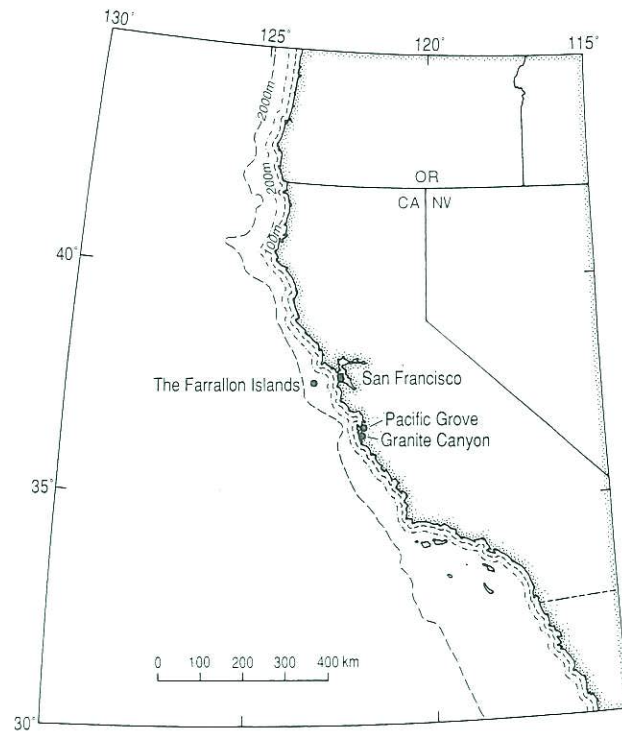 130°
125°
120°
115°
2000m
200m
100m
OR
CA NV
40°
The Farrallon Islands
San Francisco
Pacific Grove
Granite Canyon
35°
0 100 200 300 400 km
30°